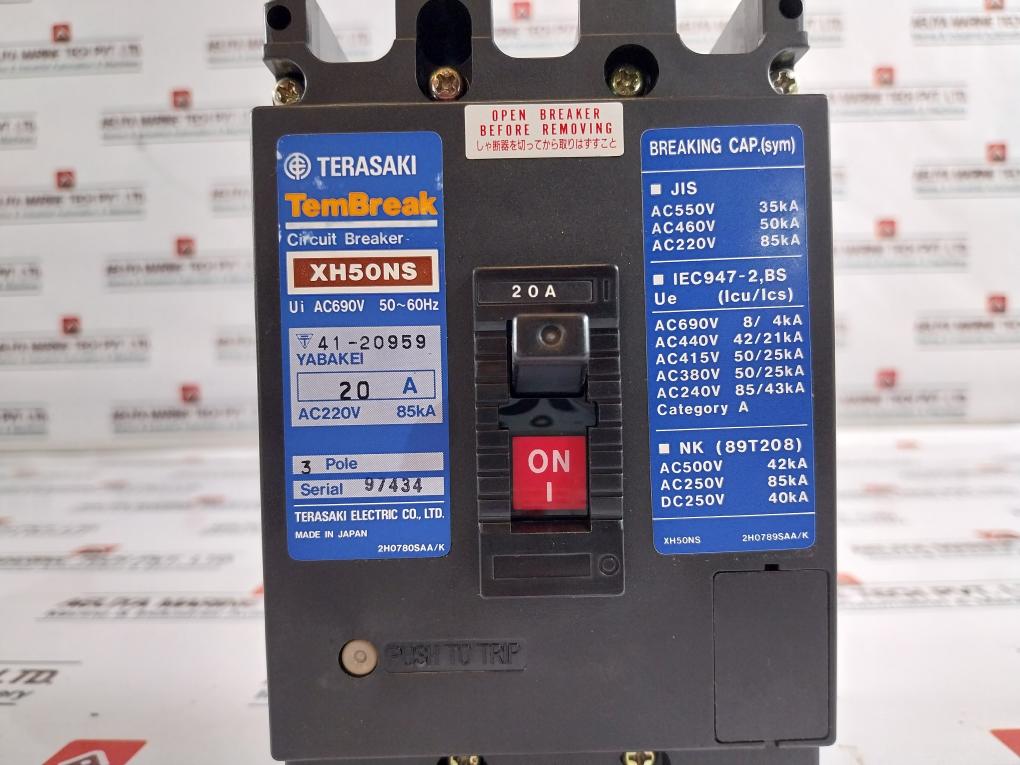 OPEN BREAKER
BEFORE REMOVING
しゃ断器を切ってから取りはずすこと
TERASAKI
TemBreak
Circuit Breaker
XH50NS
Ui AC690V 50~60Hz
41-20959
YABAKEI
20 A
AC220V 85kA
3 Pole
Serial 97434
TERASAKI ELECTRIC CO., LTD.
MADE IN JAPAN
2H0780SAA/K
20A
ON
I
PUSH TO TRIP
BREAKING CAP.(sym)
■ JIS
AC550V 35kA
AC460V 50kA
AC220V 85kA
■ IEC947-2,BS
Ue (Icu/Ics)
AC690V 8/ 4kA
AC440V 42/21kA
AC415V 50/25kA
AC380V 50/25kA
AC240V 85/43kA
Category A
■ NK (89T208)
AC500V 42kA
AC250V 85kA
DC250V 40kA
XH50NS 2H0789SAA/K